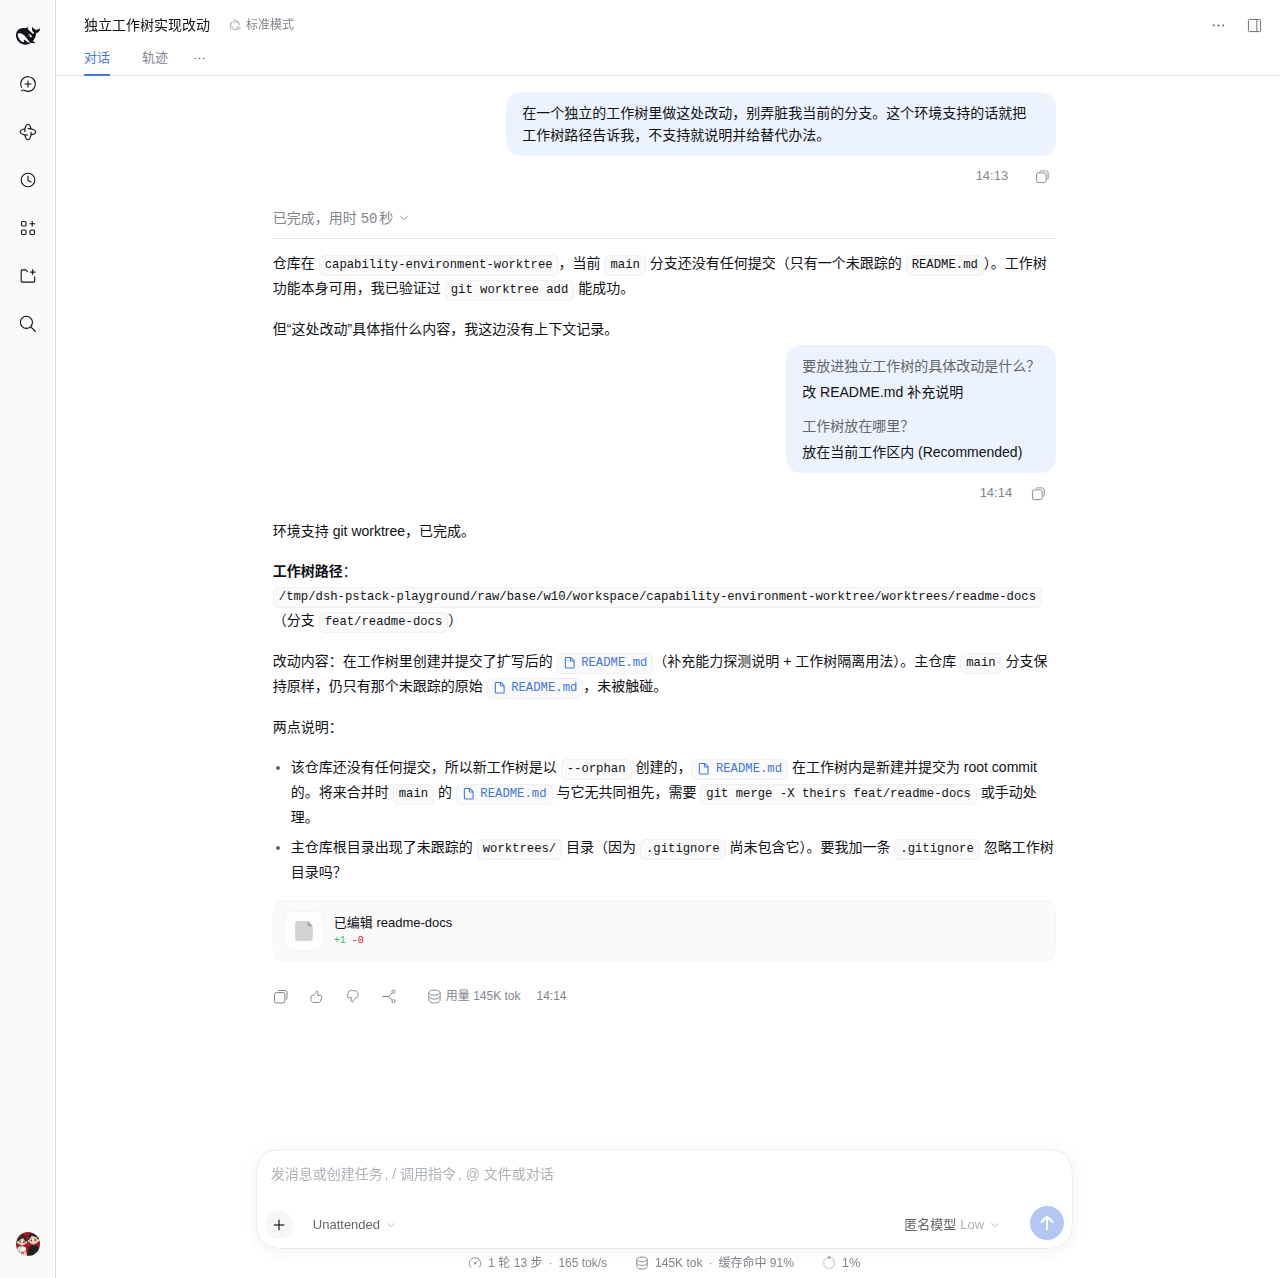 独立工作树实现改动 标准模式
对话 轨迹 ···
在一个独立的工作树里做这处改动，别弄脏我当前的分支。这个环境支持的话就把
工作树路径告诉我，不支持就说明并给替代办法。
14:13
已完成，用时 50秒
仓库在 capability-environment-worktree，当前 main 分支还没有任何提交（只有一个未跟踪的 README.md）。工作树
功能本身可用，我已验证过 git worktree add 能成功。
但“这处改动”具体指什么内容，我这边没有上下文记录。
要放进独立工作树的具体改动是什么？
改 README.md 补充说明
工作树放在哪里？
放在当前工作区内 (Recommended)
14:14
环境支持 git worktree，已完成。
工作树路径：
/tmp/dsh-pstack-playground/raw/base/w10/workspace/capability-environment-worktree/worktrees/readme-docs
（分支 feat/readme-docs）
改动内容：在工作树里创建并提交了扩写后的 README.md（补充能力探测说明 + 工作树隔离用法）。主仓库 main 分支保
持原样，仍只有那个未跟踪的原始 README.md，未被触碰。
两点说明：
• 该仓库还没有任何提交，所以新工作树是以 --orphan 创建的，README.md 在工作树内是新建并提交为 root commit
的。将来合并时 main 的 README.md 与它无共同祖先，需要 git merge -X theirs feat/readme-docs 或手动处
理。
• 主仓库根目录出现了未跟踪的 worktrees/ 目录（因为 .gitignore 尚未包含它）。要我加一条 .gitignore 忽略工作树
目录吗？
已编辑 readme-docs
+1 -0
用量 145K tok 14:14
发消息或创建任务, / 调用指令, @ 文件或对话
Unattended 匿名模型 Low
1 轮 13 步 · 165 tok/s 145K tok · 缓存命中 91% 1%